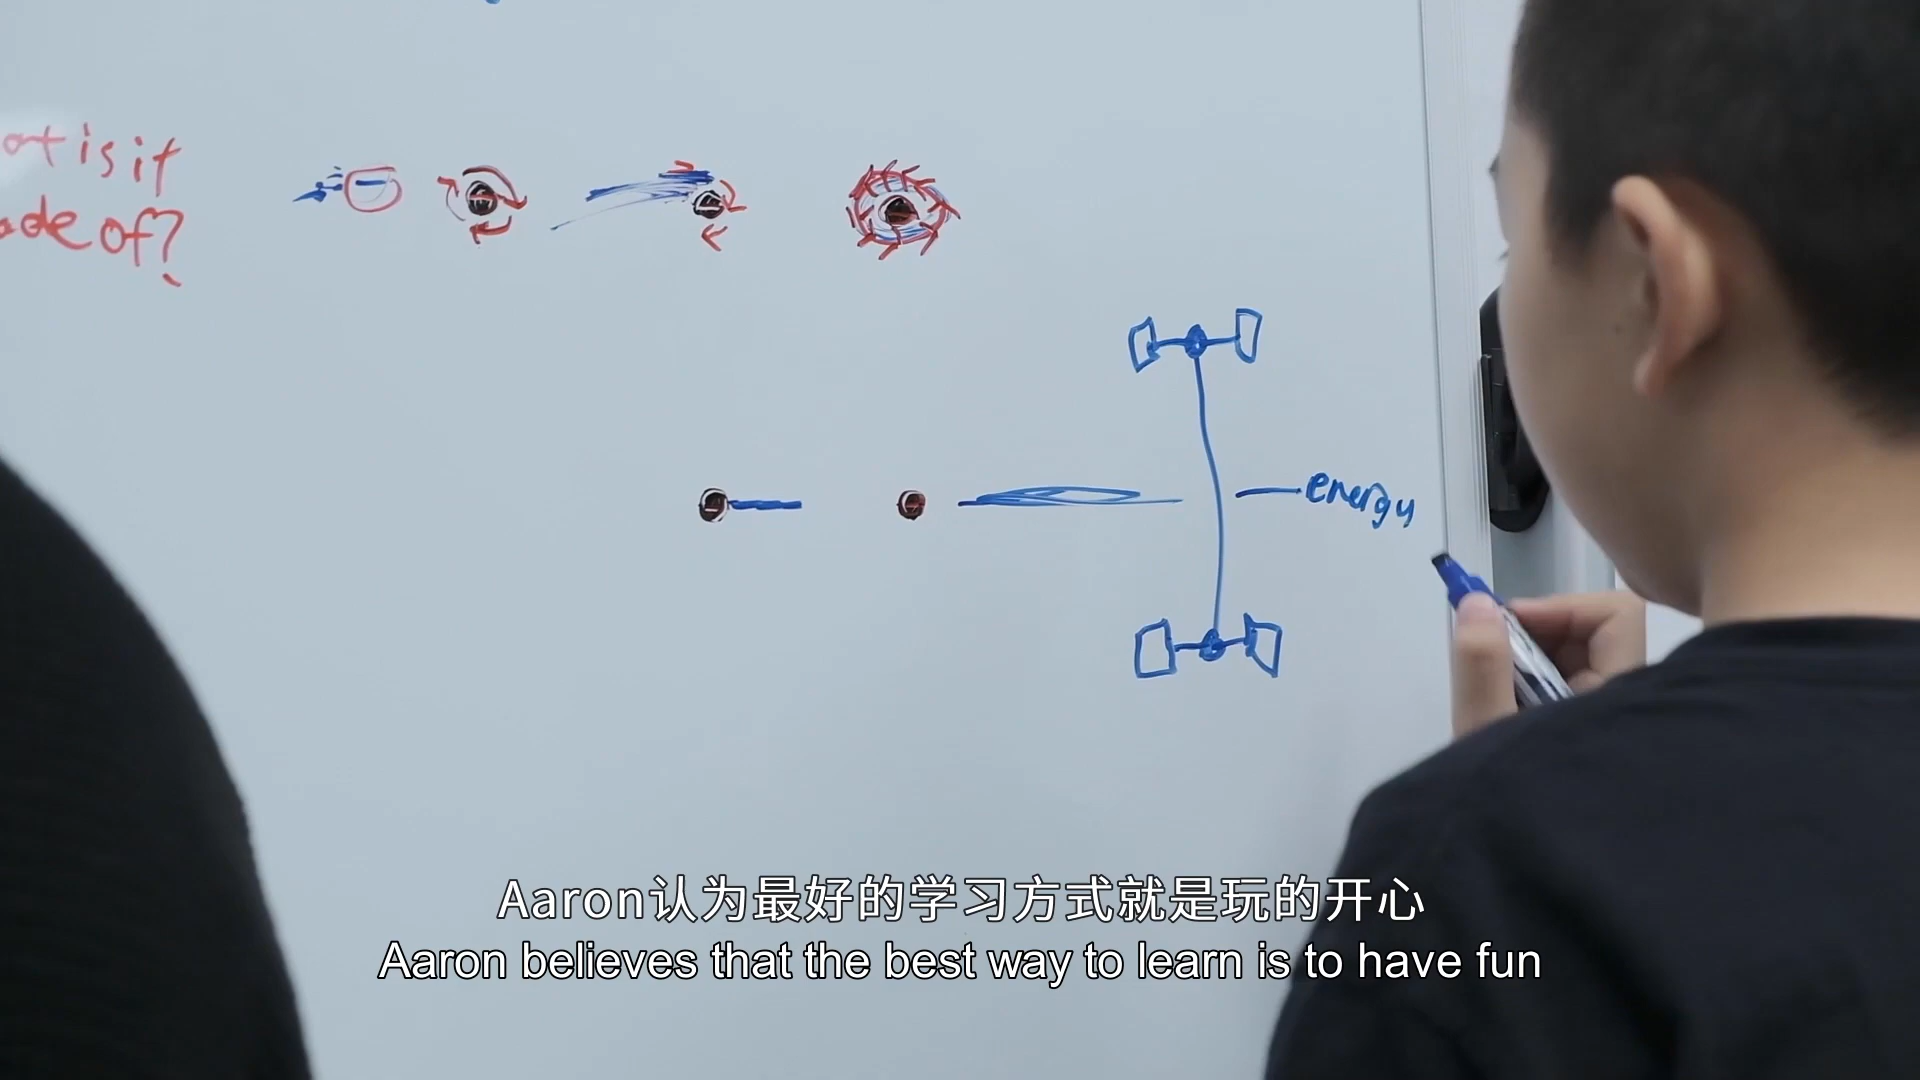 is it
of?
energy
Aaron认为最好的学习方式就是玩的开心
Aaron believes that the best way to learn is to have fun